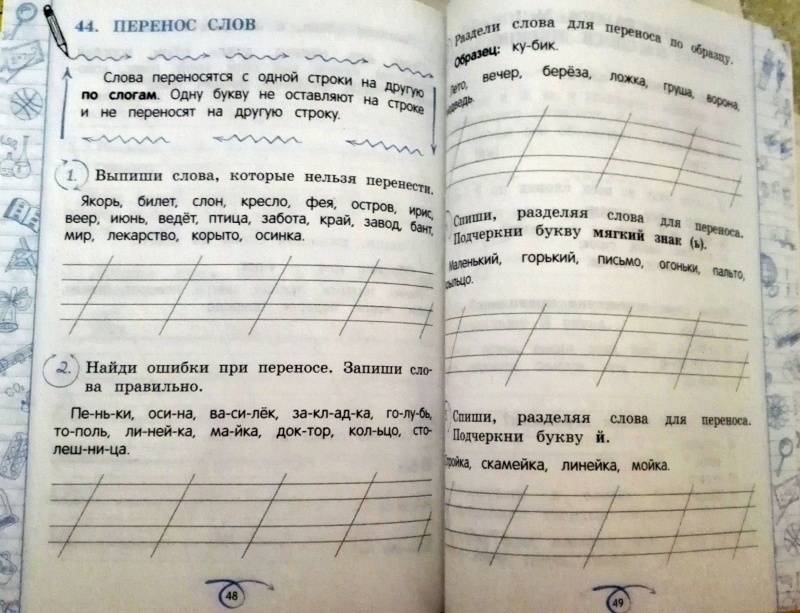 44. ПЕРЕНОС СЛОВ
Слова переносятся с одной строки на другую
по слогам. Одну букву не оставляют на строке
и не переносят на другую строку.
1. Выпиши слова, которые нельзя перенести.
Якорь, билет, слон, кресло, фея, остров, ирис,
веер, июнь, ведёт, птица, забота, край, завод, бант,
мир, лекарство, корыто, осинка.
2. Найди ошибки при переносе. Запиши сло-
ва правильно.
Пе-нь-ки, оси-на, ва-си-лёк, за-кл-ад-ка, го-лу-бь,
то-поль, ли-ней-ка, ма-йка, док-тор, кол-ьцо, сто-
леш-ни-ца.
48
Раздели слова для переноса по образцу.
Образец: ку-бик.
вечер, берёза, ложка, груша, ворона,
Спиши, разделяя слова для переноса.
Подчеркни букву мягкий знак (ь).
Маленький, горький, письмо, огоньки, пальто,
Спиши, разделяя слова для переноса.
Подчеркни букву й.
скамейка, линейка, мойка.
49